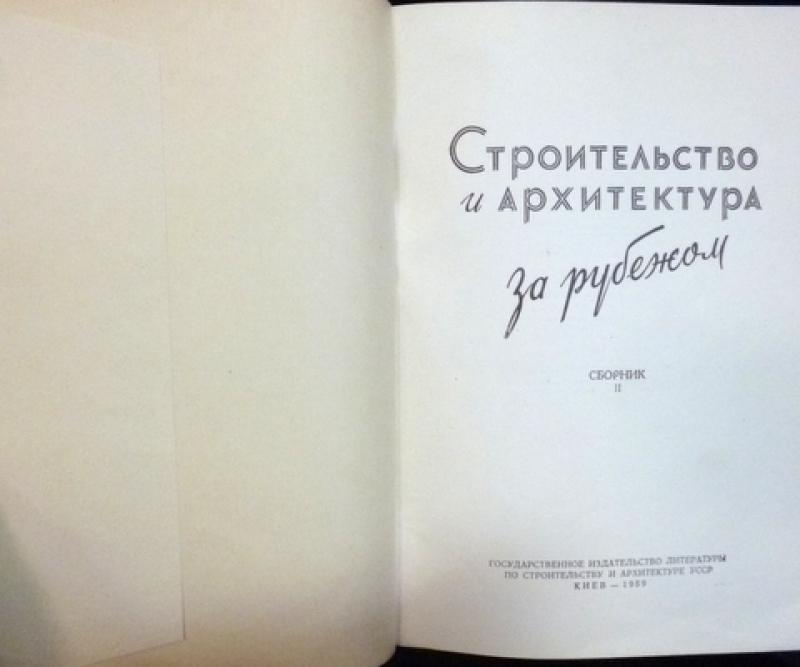 Строительство
и архитектура
за рубежом
СБОРНИК
II
ГОСУДАРСТВЕННОЕ ИЗДАТЕЛЬСТВО ЛИТЕРАТУРЫ
ПО СТРОИТЕЛЬСТВУ И АРХИТЕКТУРЕ УССР
КИЕВ — 1959